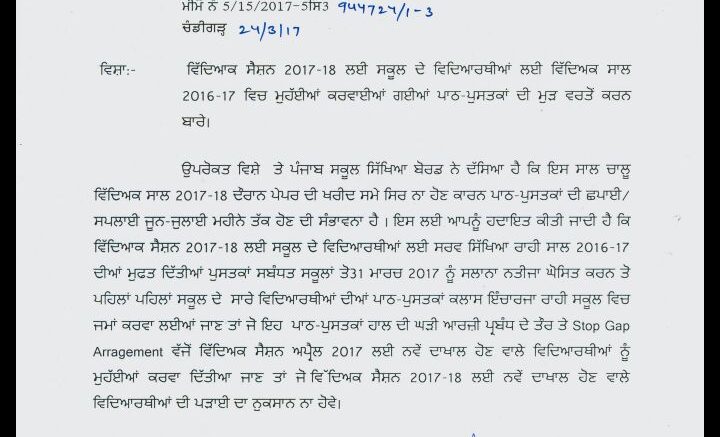 ਮੀਮੋ ਨੰ 5/15/2017-5ਸਿ3 944724/1-3
ਚੰਡੀਗੜ੍ਹ 24/3/17
ਵਿਸ਼ਾ:- ਵਿੱਦਿਆਕ ਸੈਸ਼ਨ 2017-18 ਲਈ ਸਕੂਲ ਦੇ ਵਿਦਿਆਰਥੀਆਂ ਲਈ ਵਿੱਦਿਅਕ ਸਾਲ
2016-17 ਵਿਚ ਮੁਹੱਈਆਂ ਕਰਵਾਈਆਂ ਗਈਆਂ ਪਾਠ-ਪੁਸਤਕਾਂ ਦੀ ਮੁੜ ਵਰਤੋਂ ਕਰਨ
ਬਾਰੇ।
ਉਪਰੋਕਤ ਵਿਸ਼ੇ ਤੇ ਪੰਜਾਬ ਸਕੂਲ ਸਿੱਖਿਆ ਬੋਰਡ ਨੇ ਦੱਸਿਆ ਹੈ ਕਿ ਇਸ ਸਾਲ ਚਾਲੂ
ਵਿੱਦਿਅਕ ਸਾਲ 2017-18 ਦੌਰਾਨ ਪੇਪਰ ਦੀ ਖਰੀਦ ਸਮੇਂ ਸਿਰ ਨਾ ਹੋਣ ਕਾਰਨ ਪਾਠ-ਪੁਸਤਕਾਂ ਦੀ ਛਪਾਈ/
ਸਪਲਾਈ ਜੂਨ-ਜੁਲਾਈ ਮਹੀਨੇ ਤੱਕ ਹੋਣ ਦੀ ਸੰਭਾਵਨਾ ਹੈ । ਇਸ ਲਈ ਆਪਨੂੰ ਹਦਾਇਤ ਕੀਤੀ ਜਾਂਦੀ ਹੈ ਕਿ
ਵਿੱਦਿਆਕ ਸੈਸ਼ਨ 2017-18 ਲਈ ਸਕੂਲ ਦੇ ਵਿਦਿਆਰਥੀਆਂ ਲਈ ਸਰਵ ਸਿੱਖਿਆ ਰਾਹੀ ਸਾਲ 2016-17
ਦੀਆਂ ਮੁਫਤ ਦਿੱਤੀਆਂ ਪੁਸਤਕਾਂ ਸਬੰਧਤ ਸਕੂਲਾਂ ਤੋ31 ਮਾਰਚ 2017 ਨੂੰ ਸਲਾਨਾ ਨਤੀਜਾ ਘੋਸਿਤ ਕਰਨ ਤੋ
ਪਹਿਲਾਂ ਪਹਿਲਾਂ ਸਕੂਲ ਦੇ ਸਾਰੇ ਵਿਦਿਆਰਥੀਆਂ ਦੀਆਂ ਪਾਠ-ਪੁਸਤਕਾਂ ਕਲਾਸ ਇੰਚਾਰਜਾ ਰਾਹੀ ਸਕੂਲ ਵਿਚ
ਜਮਾਂ ਕਰਵਾ ਲਈਆਂ ਜਾਣ ਤਾਂ ਜੋ ਇਹ ਪਾਠ-ਪੁਸਤਕਾਂ ਹਾਲ ਦੀ ਘੜੀ ਆਰਜ਼ੀ ਪ੍ਰਬੰਧ ਦੇ ਤੌਰ ਤੇ Stop Gap
Arragement ਵੱਜੋਂ ਵਿੱਦਿਅਕ ਸੈਸ਼ਨ ਅਪ੍ਰੈਲ 2017 ਲਈ ਨਵੇਂ ਦਾਖਾਲ ਹੋਣ ਵਾਲੇ ਵਿਦਿਆਰਥੀਆਂ ਨੂੰ
ਮੁਹੱਈਆਂ ਕਰਵਾ ਦਿੱਤੀਆ ਜਾਣ ਤਾਂ ਜੋ ਵਿੱਦਿਅਕ ਸੈਸ਼ਨ 2017-18 ਲਈ ਨਵੇਂ ਦਾਖਾਲ ਹੋਣ ਵਾਲੇ
ਵਿਦਿਆਰਥੀਆਂ ਦੀ ਪੜਾਈ ਦਾ ਨੁਕਸਾਨ ਨਾ ਹੋਵੇ।